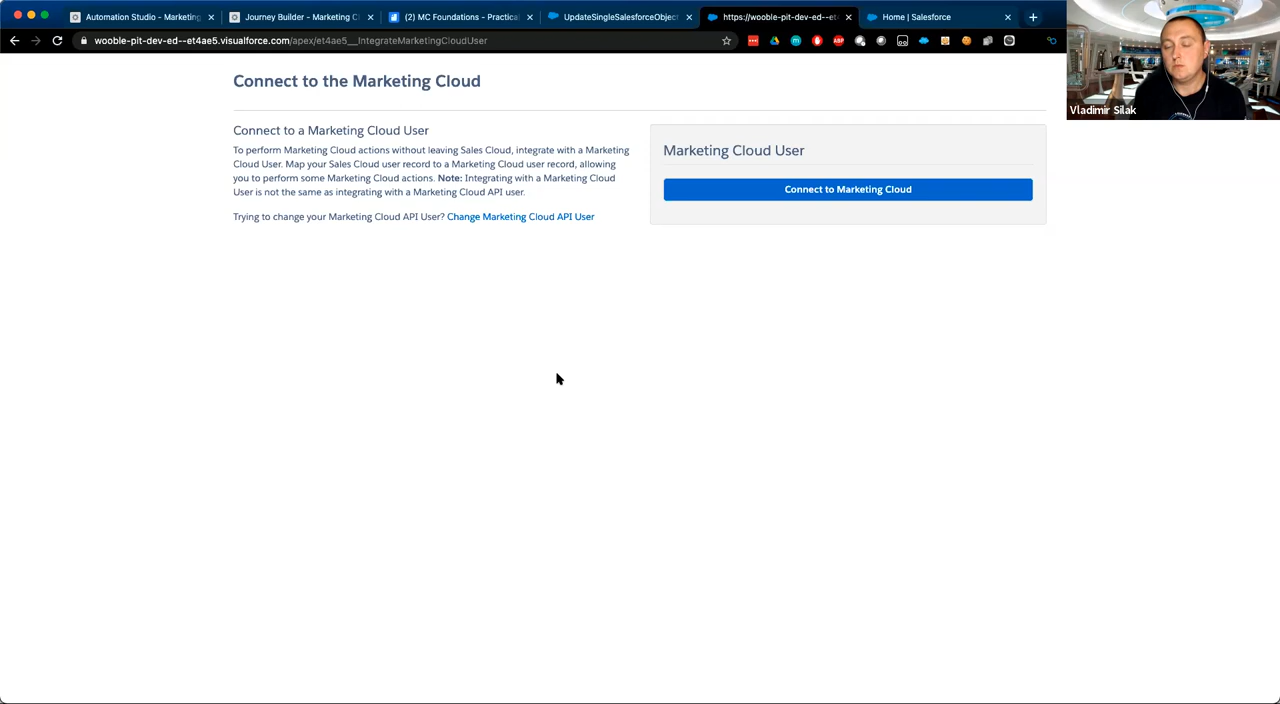 Automation Studio - Marketing
Journey Builder - Marketing C
(2) MC Foundations - Practica
UpdateSingleSalesforceObjec
https://wooble-pit-dev-ed--et
Home | Salesforce
wooble-pit-dev-ed--et4ae5.visualforce.com/apex/et4ae5__IntegrateMarketingCloudUser
Vladimir Silak
Connect to the Marketing Cloud
Connect to a Marketing Cloud User
To perform Marketing Cloud actions without leaving Sales Cloud, integrate with a Marketing
Cloud User. Map your Sales Cloud user record to a Marketing Cloud user record, allowing
you to perform some Marketing Cloud actions. Note: Integrating with a Marketing Cloud
User is not the same as integrating with a Marketing Cloud API user.
Trying to change your Marketing Cloud API User? Change Marketing Cloud API User
Marketing Cloud User
Connect to Marketing Cloud